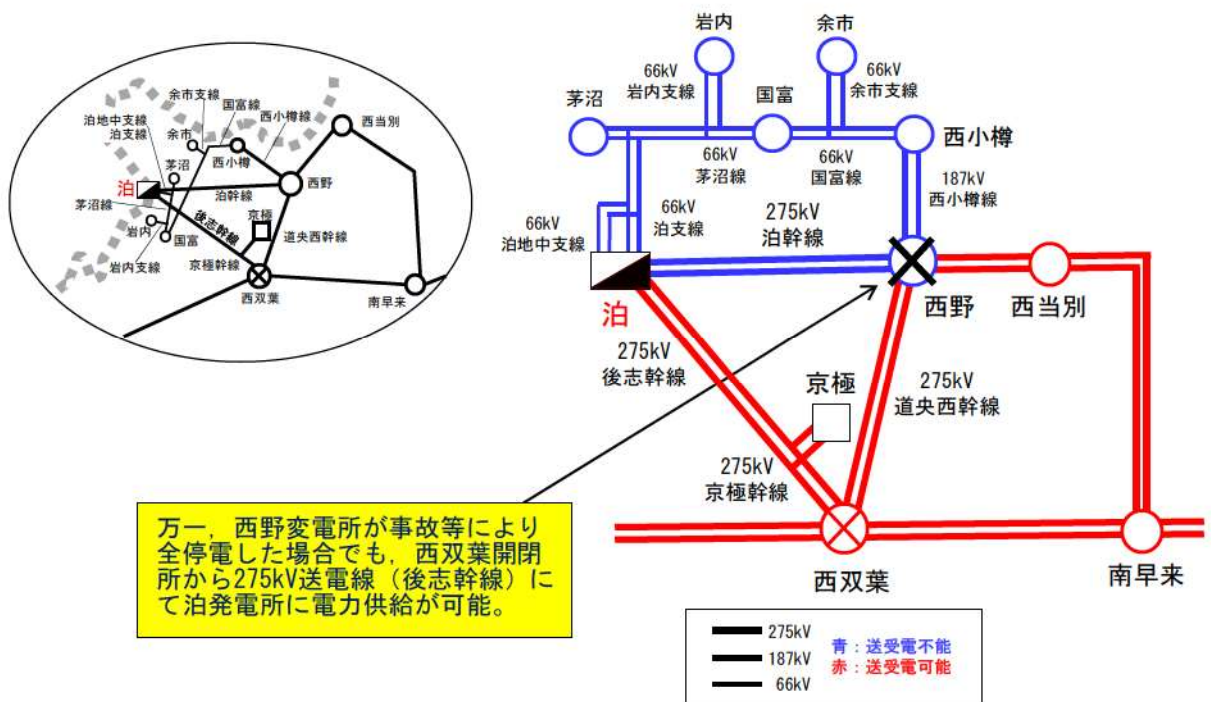 余市支線
国富線
泊地中支線
泊支線
西小樽線
余市
西当別
西小樽
茅沼
泊
西野
泊幹線
茅沼線
後志幹線
京極
道央西幹線
岩内
国富
京極幹線
岩内支線
西双葉
南早来
岩内
余市
66kV
岩内支線
66kV
余市支線
茅沼
国富
西小樽
66kV
茅沼線
66kV
国富線
187kV
西小樽線
66kV
泊地中支線
66kV
泊支線
275kV
泊幹線
泊
西野
西当別
275kV
後志幹線
京極
275kV
道央西幹線
275kV
京極幹線
西双葉
南早来
万一，西野変電所が事故等により
全停電した場合でも，西双葉開閉
所から275kV送電線（後志幹線）に
て泊発電所に電力供給が可能。
275kV
187kV
66kV
青：送受電不能
赤：送受電可能